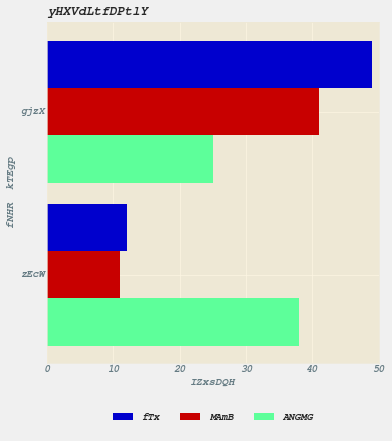 yHXVdLtfDPtlY
gjzX
zEcW
fNHR kTEgp
0 10 20 30 40 50
IZxsDQH
fTx MAmB ANGMG